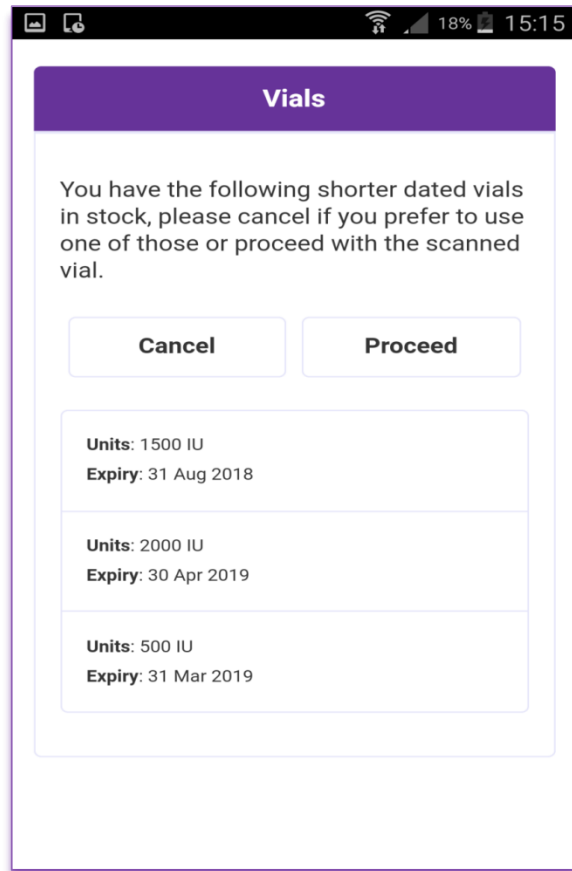 18% 15:15
Vials
You have the following shorter dated vials
in stock, please cancel if you prefer to use
one of those or proceed with the scanned
vial.
Cancel Proceed
Units: 1500 IU
Expiry: 31 Aug 2018
Units: 2000 IU
Expiry: 30 Apr 2019
Units: 500 IU
Expiry: 31 Mar 2019